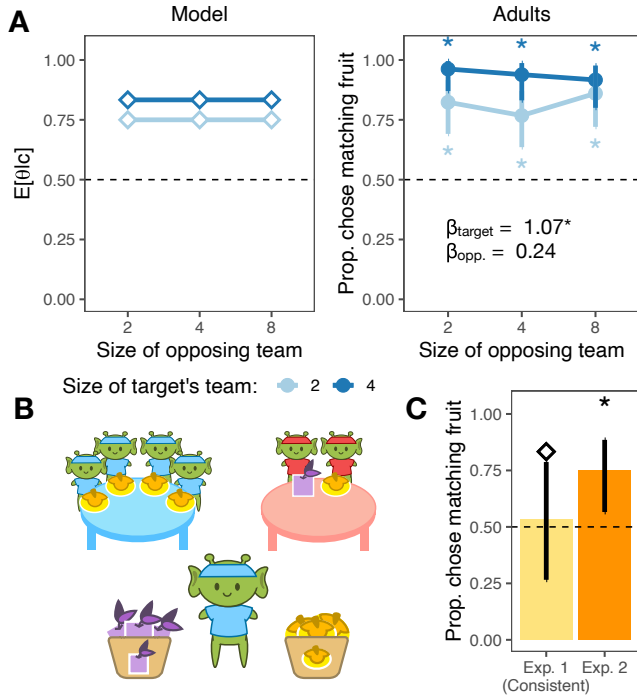 A
Model
Adults
E[θ|c]
1.00
0.75
0.50
0.25
0.00
2 4 8
Size of opposing team
Prop. chose matching fruit
1.00
0.75
0.50
0.25
0.00
* * *
* * *
βtarget = 1.07*
βopp. = 0.24
2 4 8
Size of opposing team
Size of target's team: 2 4
B
C
Prop. chose matching fruit
1.00
0.75
0.50
0.25
0.00
*
Exp. 1
(Consistent)
Exp. 2